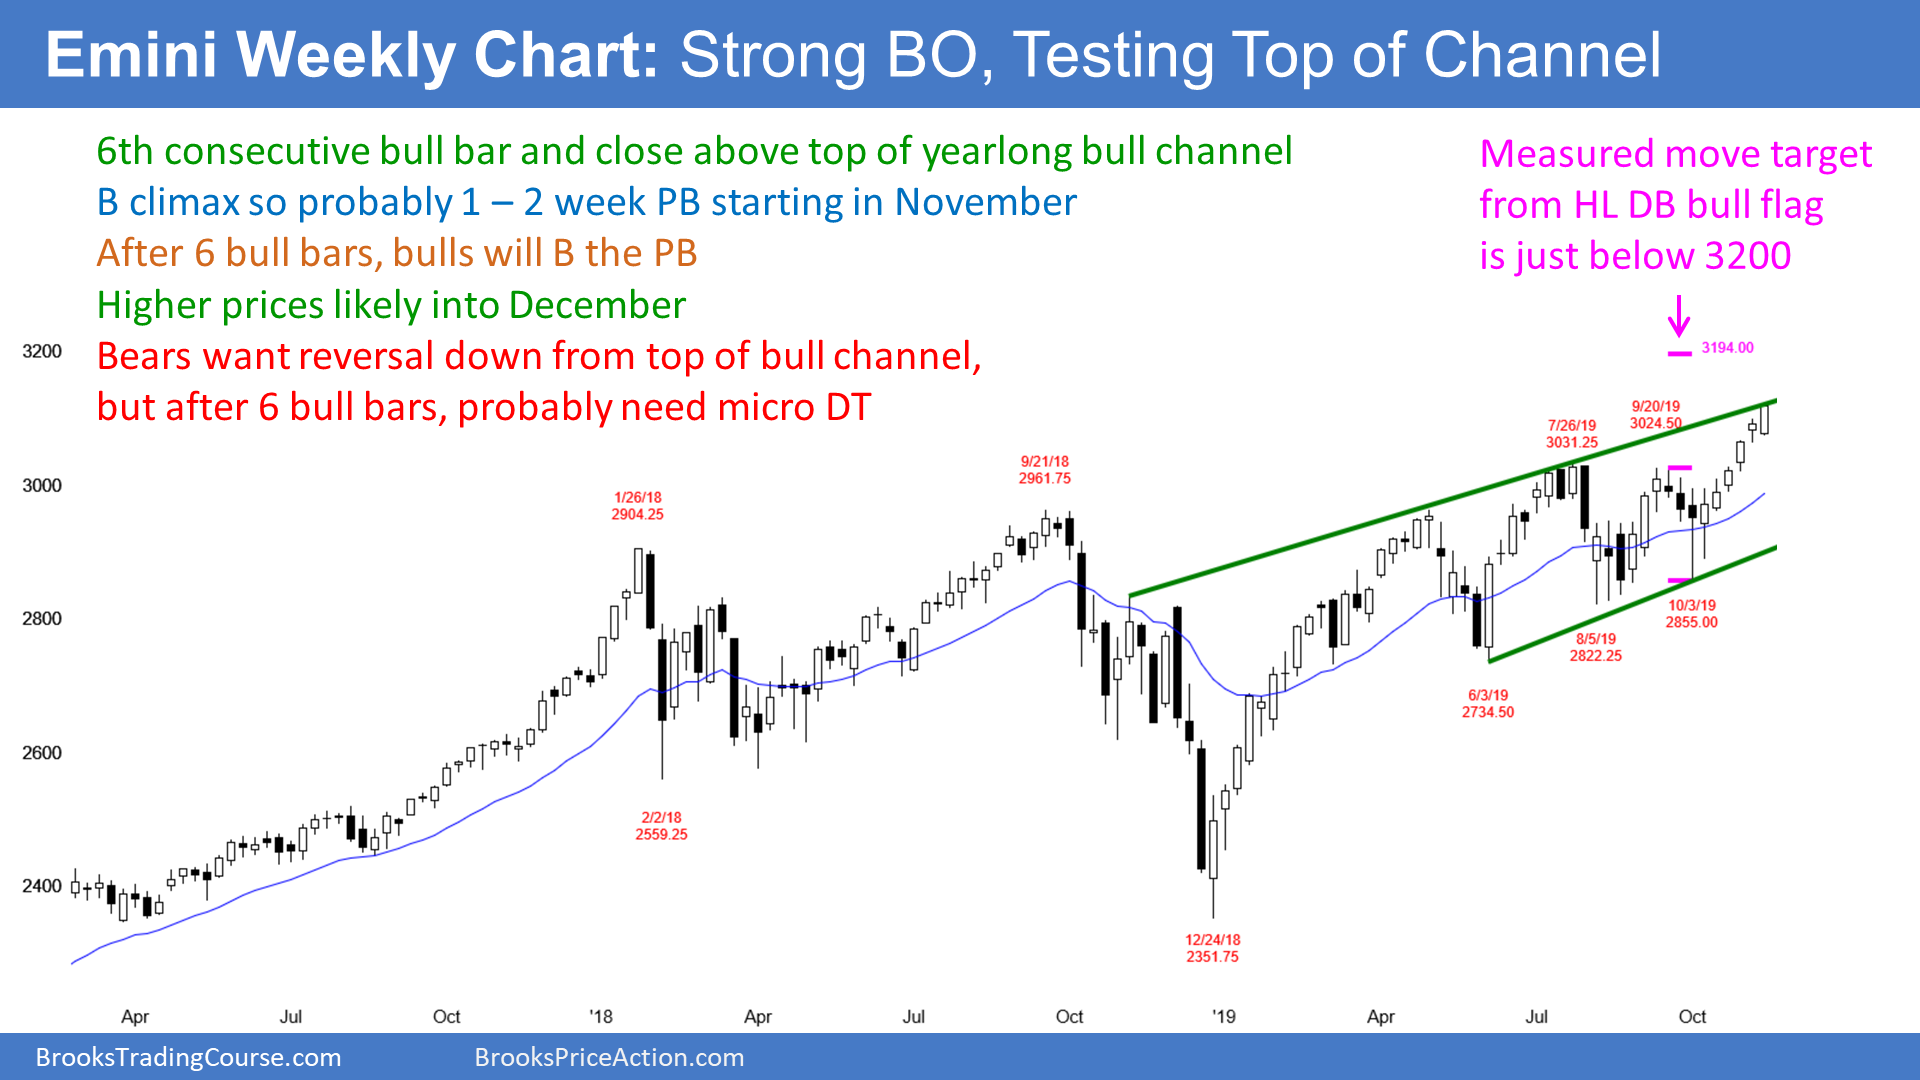 Emini Weekly Chart: Strong BO, Testing Top of Channel
6th consecutive bull bar and close above top of yearlong bull channel
B climax so probably 1 – 2 week PB starting in November
After 6 bull bars, bulls will B the PB
Higher prices likely into December
Bears want reversal down from top of bull channel,
but after 6 bull bars, probably need micro DT
Measured move target
from HL DB bull flag
is just below 3200
3194.00
3200
3000
2800
2600
2400
1/26/18
2904.25
2/2/18
2559.25
9/21/18
2961.75
12/24/18
2351.75
6/3/19
2734.50
7/26/19
3031.25
8/5/19
2822.25
9/20/19
3024.50
10/3/19
2855.00
Apr
Jul
Oct
'18
Apr
Jul
Oct
'19
Apr
Jul
Oct
BrooksTradingCourse.com
BrooksPriceAction.com